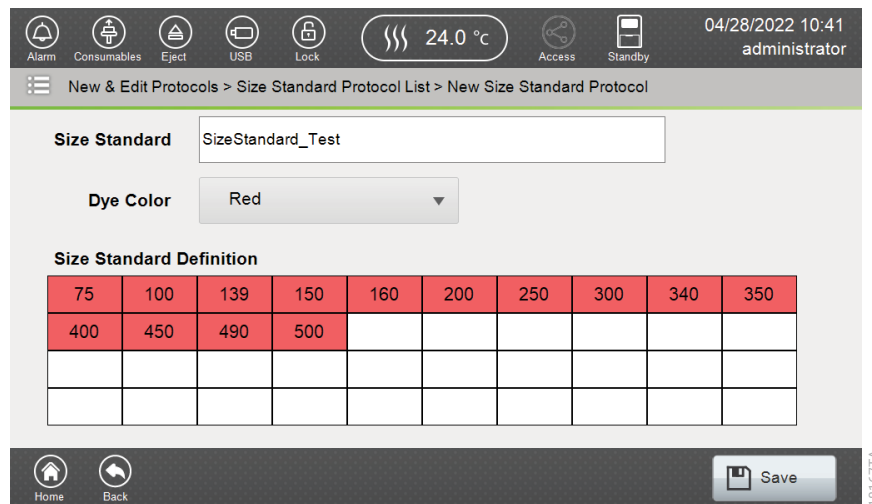 04/28/2022 10:41
24.0 °c
administrator
Alarm Consumables Eject USB Lock Access Standby
New & Edit Protocols > Size Standard Protocol List > New Size Standard Protocol
Size Standard SizeStandard_Test
Dye Color Red
Size Standard Definition
75 100 139 150 160 200 250 300 340 350
400 450 490 500
Save
Home Back